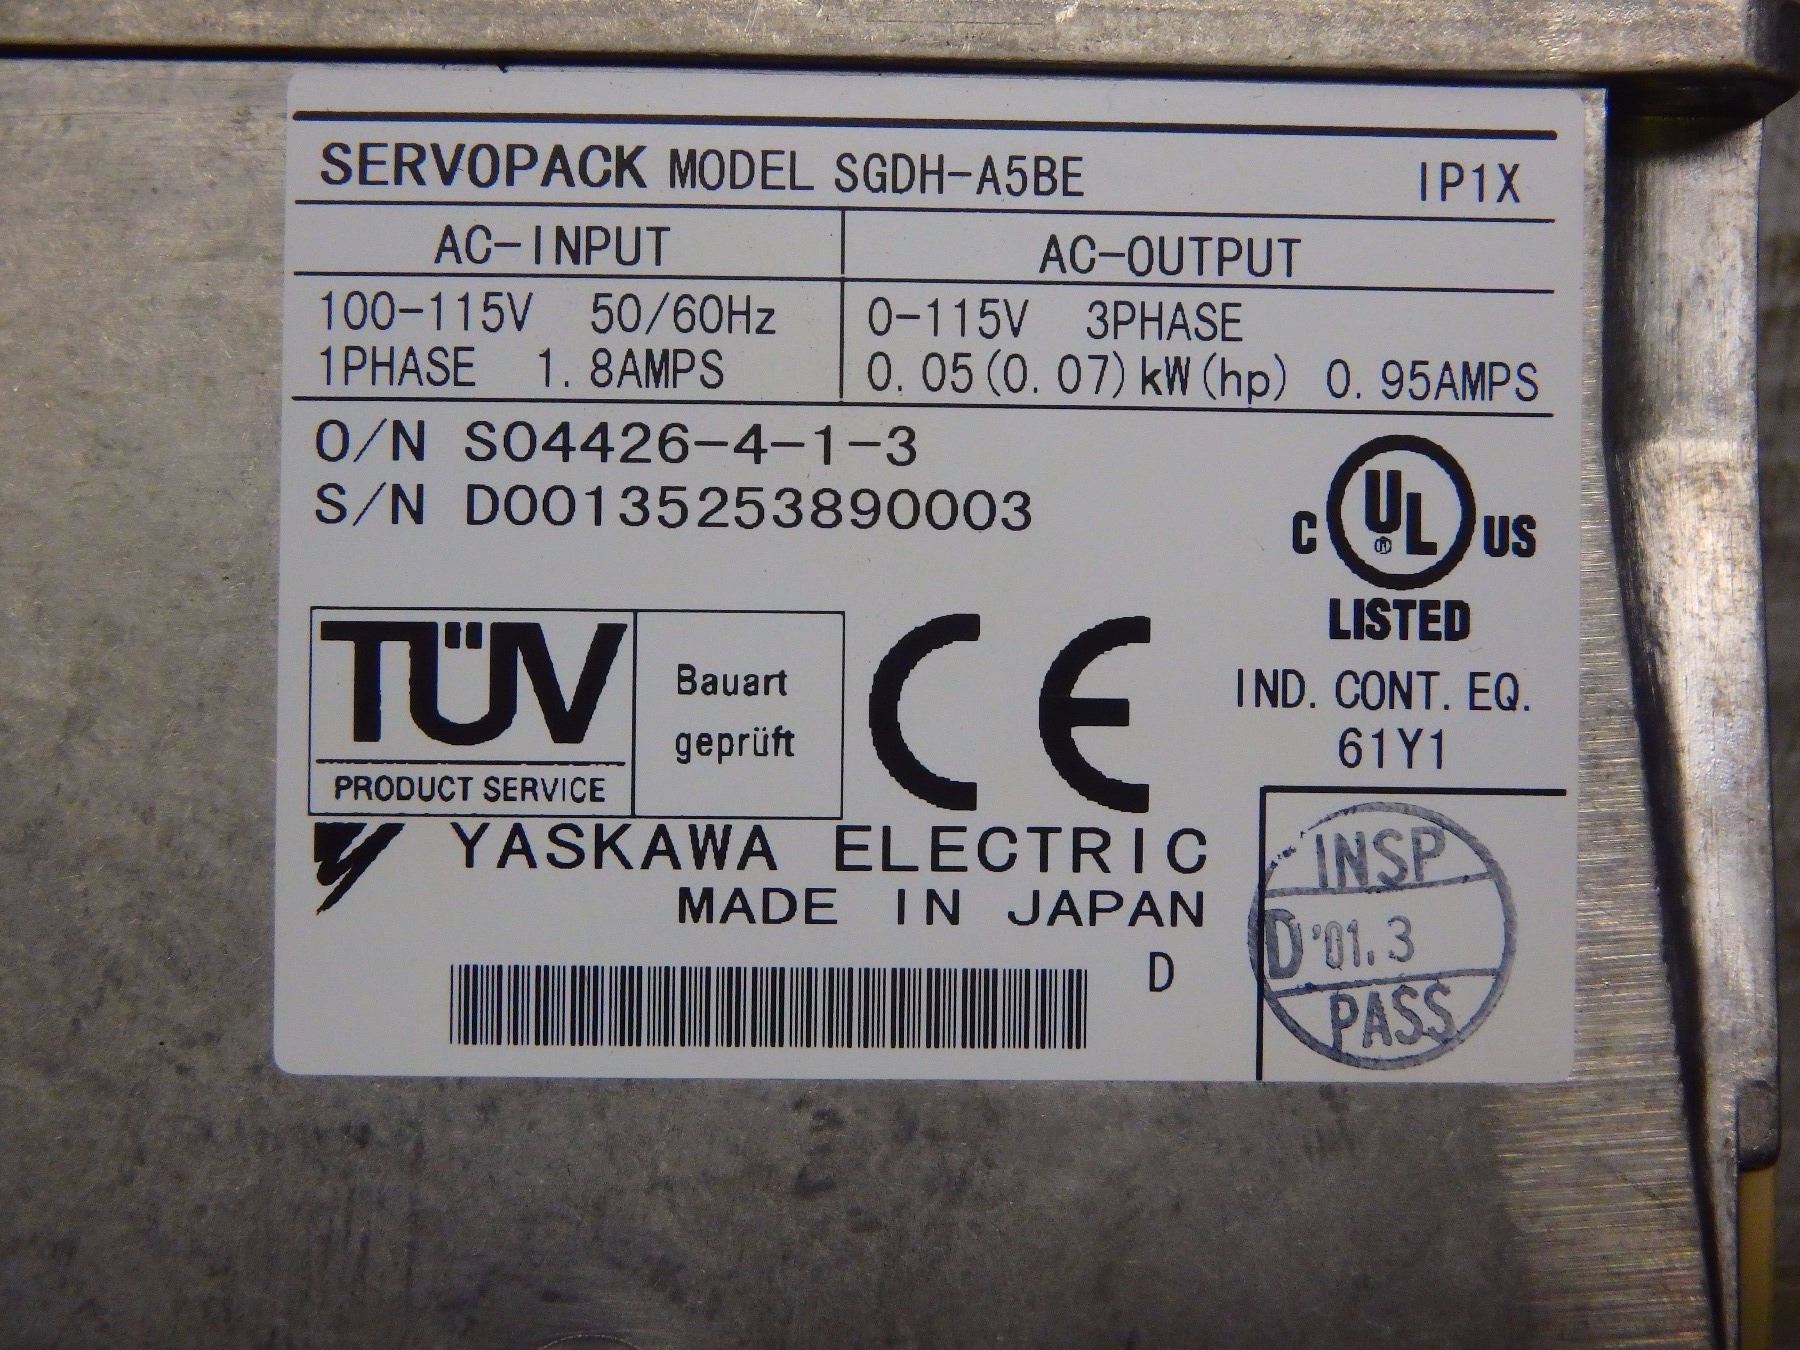 SERVOPACK MODEL SGDH-A5BE IP1X
AC-INPUT AC-OUTPUT
100-115V 50/60Hz 0-115V 3PHASE
1PHASE 1.8AMPS 0.05(0.07)kW(hp) 0.95AMPS
O/N S04426-4-1-3
S/N D00135253890003
C UL ® US
LISTED
IND. CONT. EQ.
61Y1
TÜV
PRODUCT SERVICE
Bauart
geprüft
CE
YASKAWA ELECTRIC
MADE IN JAPAN
D
INSP
D'01.3
PASS